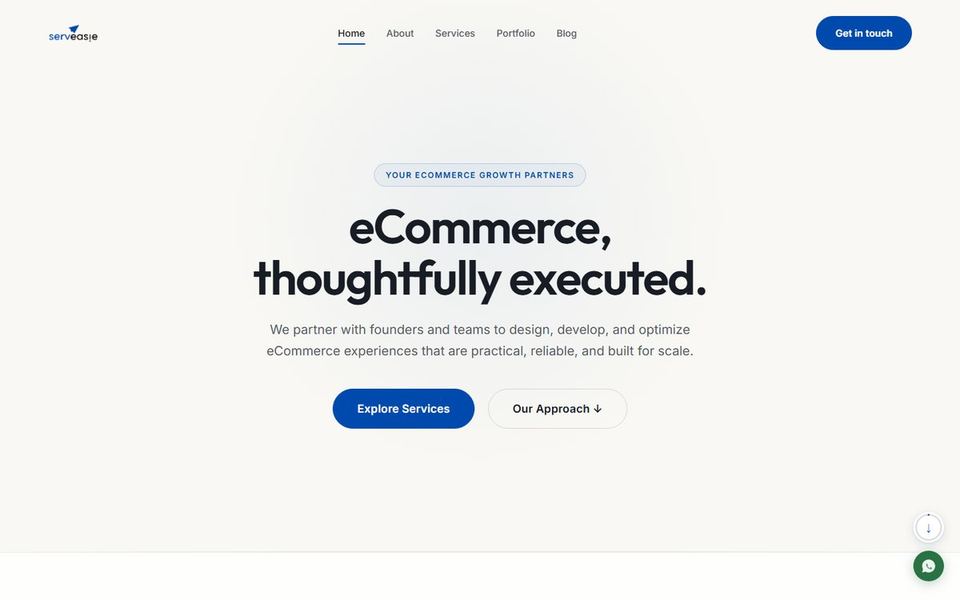 serveasie
Home
About
Services
Portfolio
Blog
Get in touch
YOUR ECOMMERCE GROWTH PARTNERS
eCommerce,
thoughtfully executed.
We partner with founders and teams to design, develop, and optimize
eCommerce experiences that are practical, reliable, and built for scale.
Explore Services
Our Approach ↓
↓